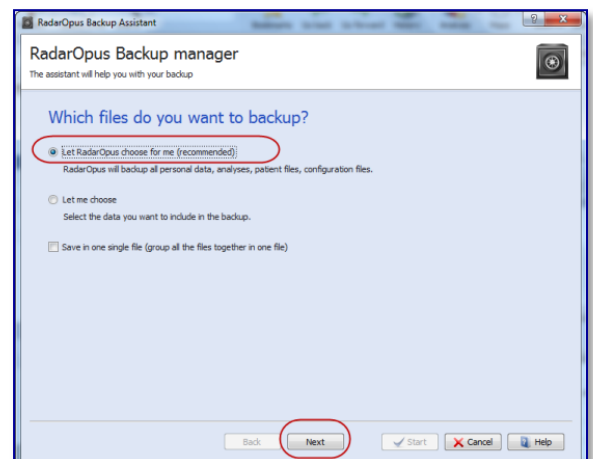 RadarOpus Backup Assistant
RadarOpus Backup manager
The assistant will help you with your backup
Which files do you want to backup?
Let RadarOpus choose for me (recommended)
RadarOpus will backup all personal data, analyses, patient files, configuration files.
Let me choose
Select the data you want to include in the backup.
Save in one single file (group all the files together in one file)
Back Next Start Cancel Help